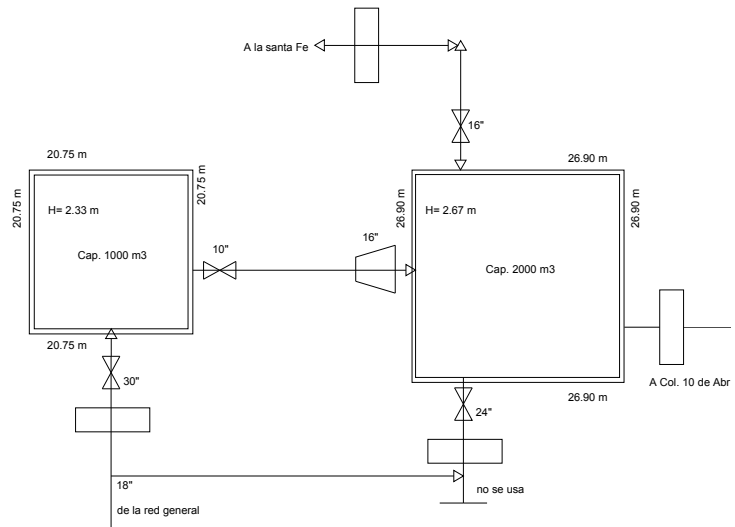 A la santa Fe
16"
20.75 m
26.90 m
20.75 m
20.75 m
26.90 m
26.90 m
H= 2.33 m
H= 2.67 m
Cap. 1000 m3
10"
16"
Cap. 2000 m3
20.75 m
30"
A Col. 10 de Abr
26.90 m
24"
18"
no se usa
de la red general